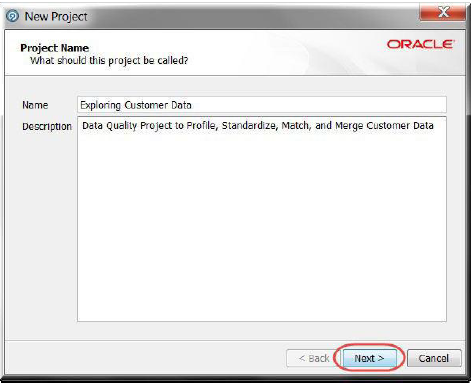 New Project
Project Name
What should this project be called?
ORACLE
Name Exploring Customer Data
Description Data Quality Project to Profile, Standardize, Match, and Merge Customer Data
< Back Next > Cancel